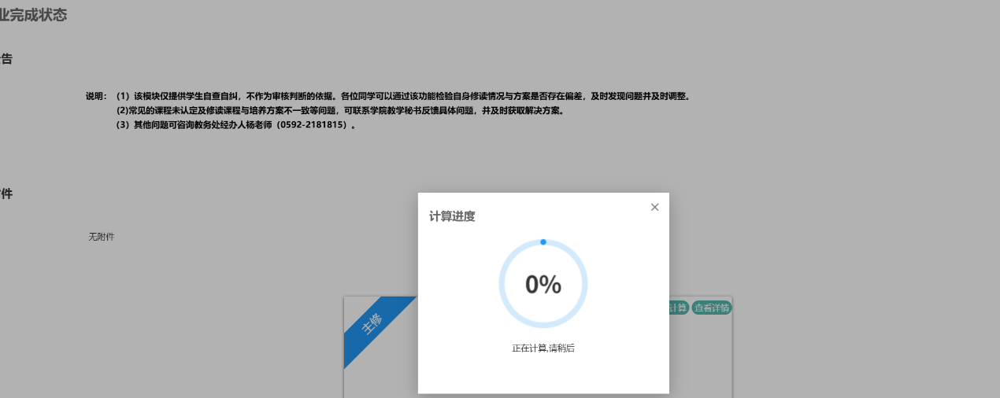 业完成状态
告
说明：（1）该模块仅提供学生自查自纠，不作为审核判断的依据。各位同学可以通过该功能检验自身修读情况与方案是否存在偏差，及时发现问题并及时调整。
(2)常见的课程未认定及修读课程与培养方案不一致等问题，可联系学院教学秘书反馈具体问题，并及时获取解决方案。
（3）其他问题可咨询教务处经办人杨老师（0592-2181815）。
件
无附件
计算进度
0%
正在计算,请稍后
主修
计算 查看详情